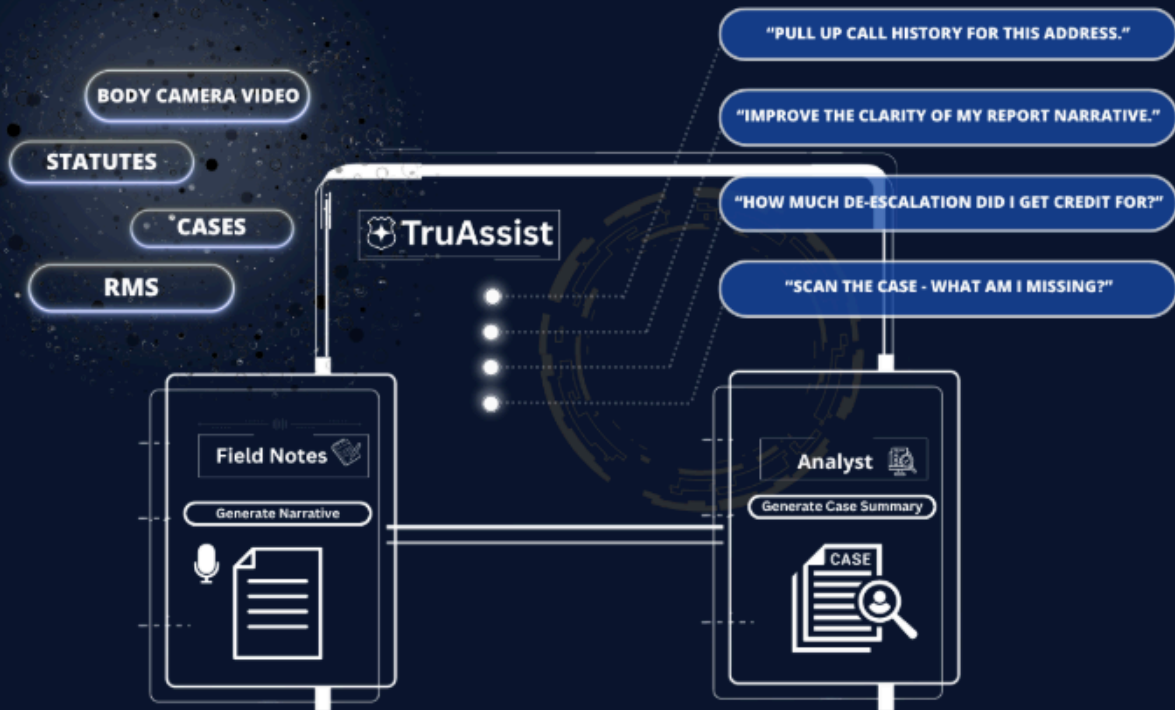 BODY CAMERA VIDEO
STATUTES
CASES
RMS
TruAssist
"PULL UP CALL HISTORY FOR THIS ADDRESS."
"IMPROVE THE CLARITY OF MY REPORT NARRATIVE."
"HOW MUCH DE-ESCALATION DID I GET CREDIT FOR?"
"SCAN THE CASE - WHAT AM I MISSING?"
Field Notes
Generate Narrative
Analyst
Generate Case Summary
CASE